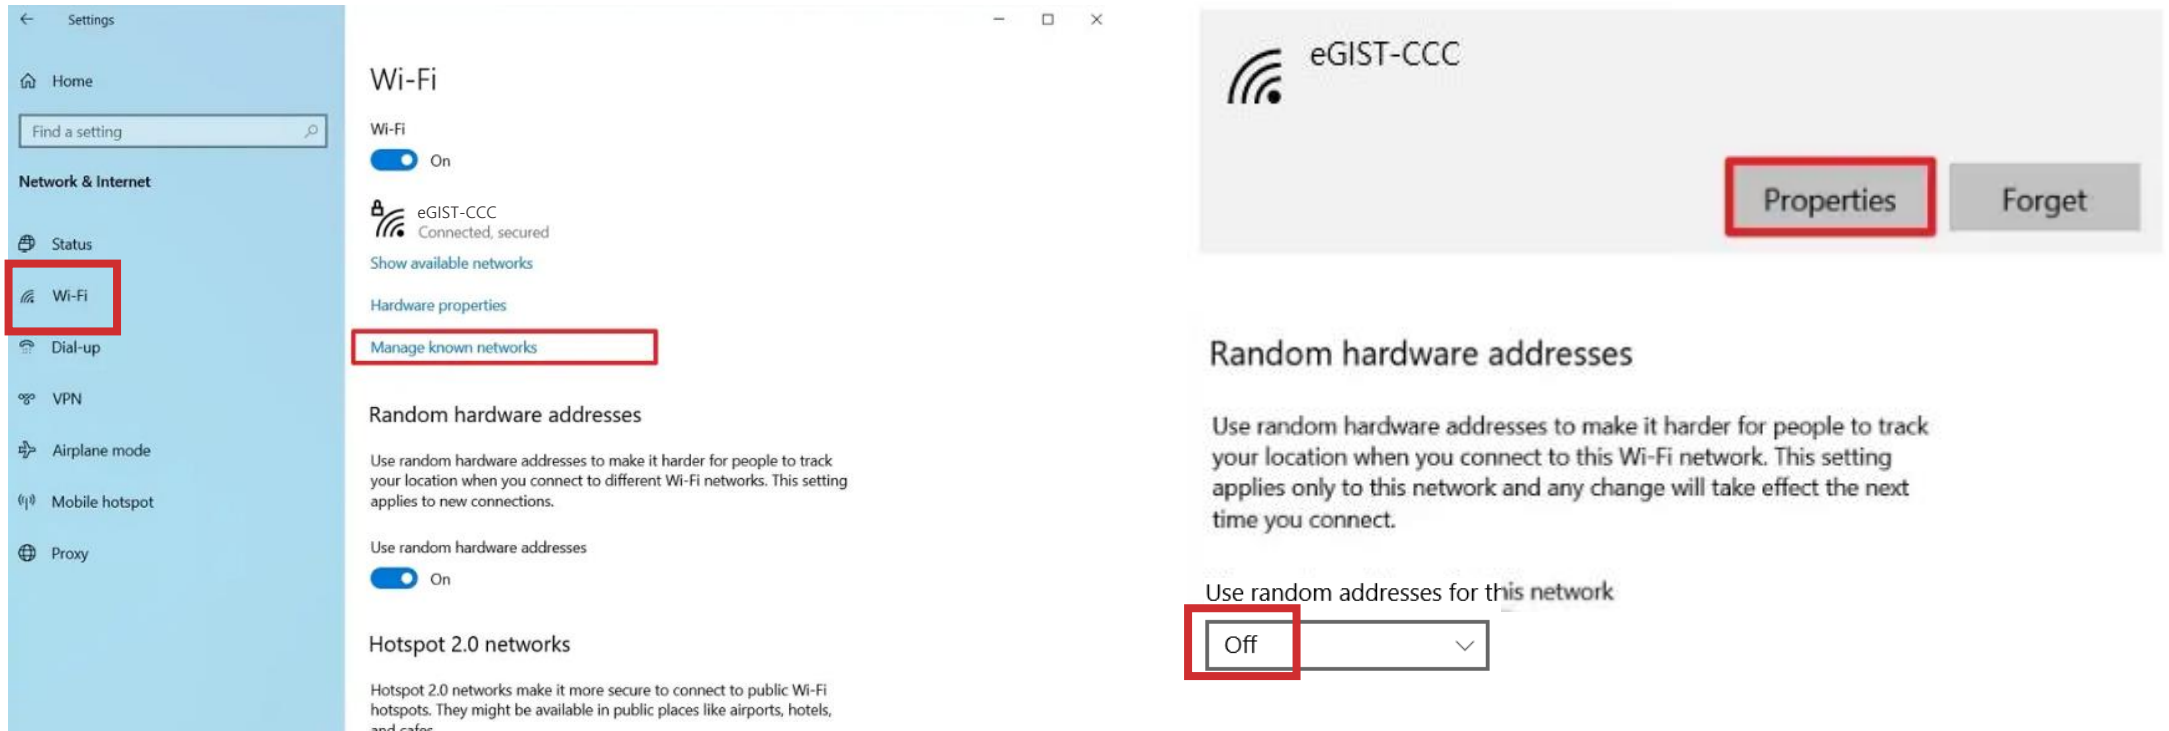 Settings
Home
Find a setting
Network & Internet
Status
Wi-Fi
Dial-up
VPN
Airplane mode
Mobile hotspot
Proxy
Wi-Fi
Wi-Fi
On
eGIST-CCC
Connected, secured
Show available networks
Hardware properties
Manage known networks
Random hardware addresses
Use random hardware addresses to make it harder for people to track
your location when you connect to different Wi-Fi networks. This setting
applies to new connections.
Use random hardware addresses
On
Hotspot 2.0 networks
Hotspot 2.0 networks make it more secure to connect to public Wi-Fi
hotspots. They might be available in public places like airports, hotels,
and cafes.
eGIST-CCC
Properties
Forget
Random hardware addresses
Use random hardware addresses to make it harder for people to track
your location when you connect to this Wi-Fi network. This setting
applies only to this network and any change will take effect the next
time you connect.
Use random addresses for this network
Off